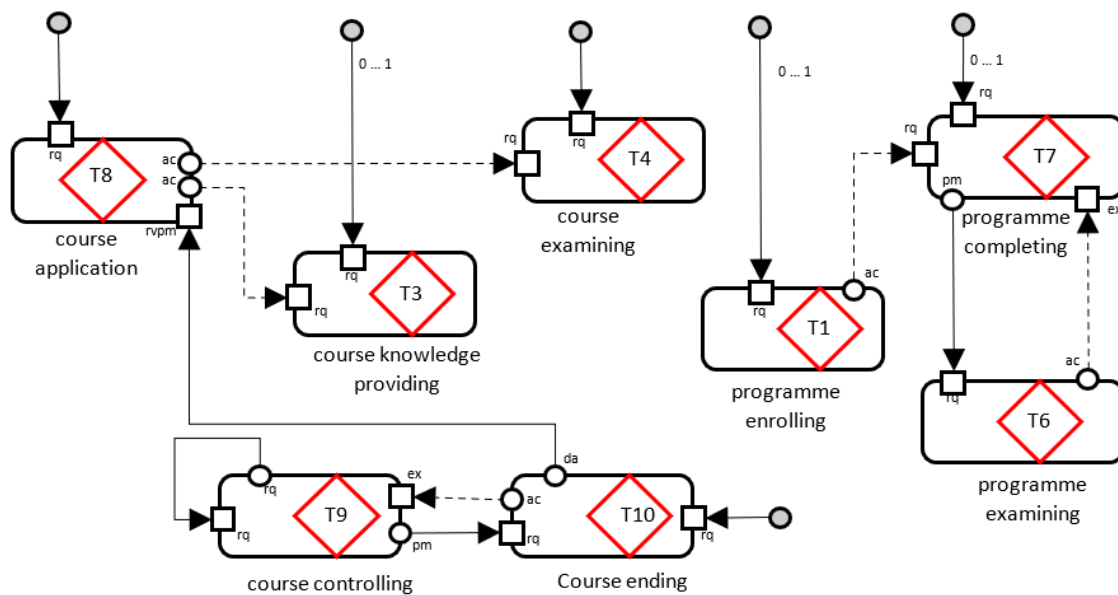 0 ... 1
0 ... 1
0 ... 1
rq
T8
ac
ac
rvpm
course
application
rq
rq
T4
course
examining
rq
rq
T3
course knowledge
providing
rq
ac
T1
programme
enrolling
rq
rq
T7
pm
ex
programme
completing
rq
ac
T6
programme
examining
rq
rq
T9
ex
pm
course controlling
da
ac
rq
T10
rq
Course ending